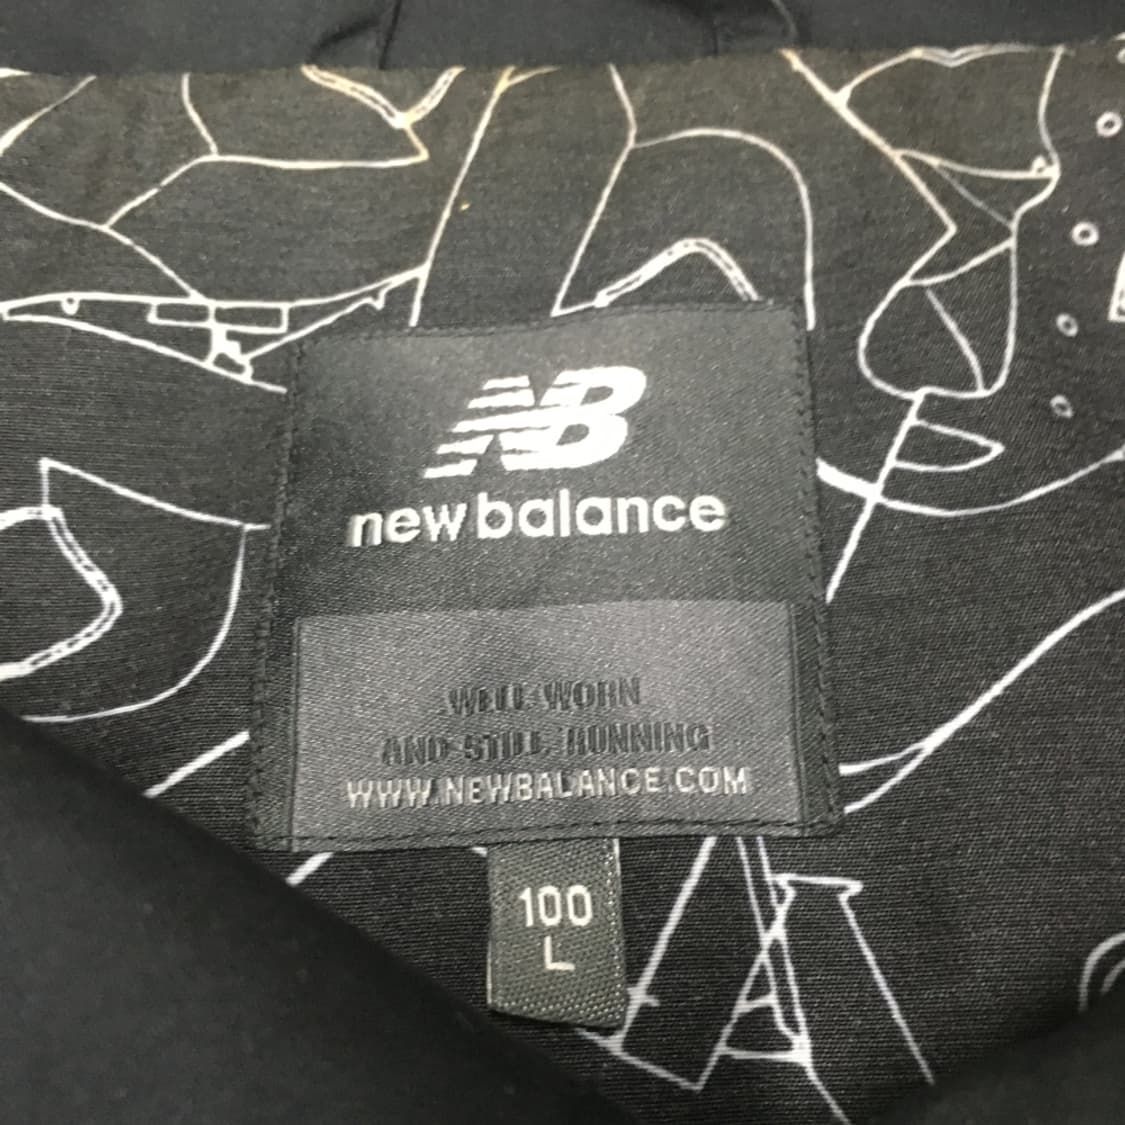 NB
new balance
WELL-WORN
AND STILL RUNNING
WWW.NEWBALANCE.COM
100
L